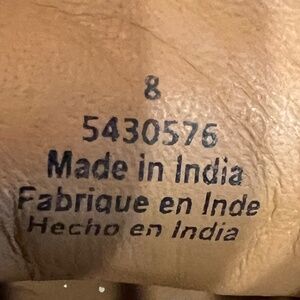 8
5430576
Made in India
Fabrique en Inde
Hecho en India